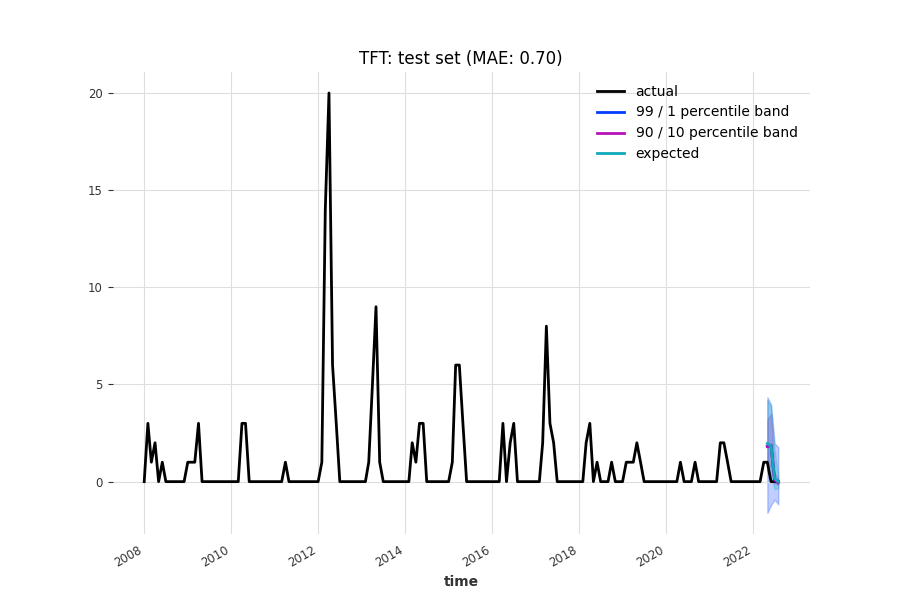 TFT: test set (MAE: 0.70)
actual
99 / 1 percentile band
90 / 10 percentile band
expected
20
15
10
5
0
2008
2010
2012
2014
2016
2018
2020
2022
time